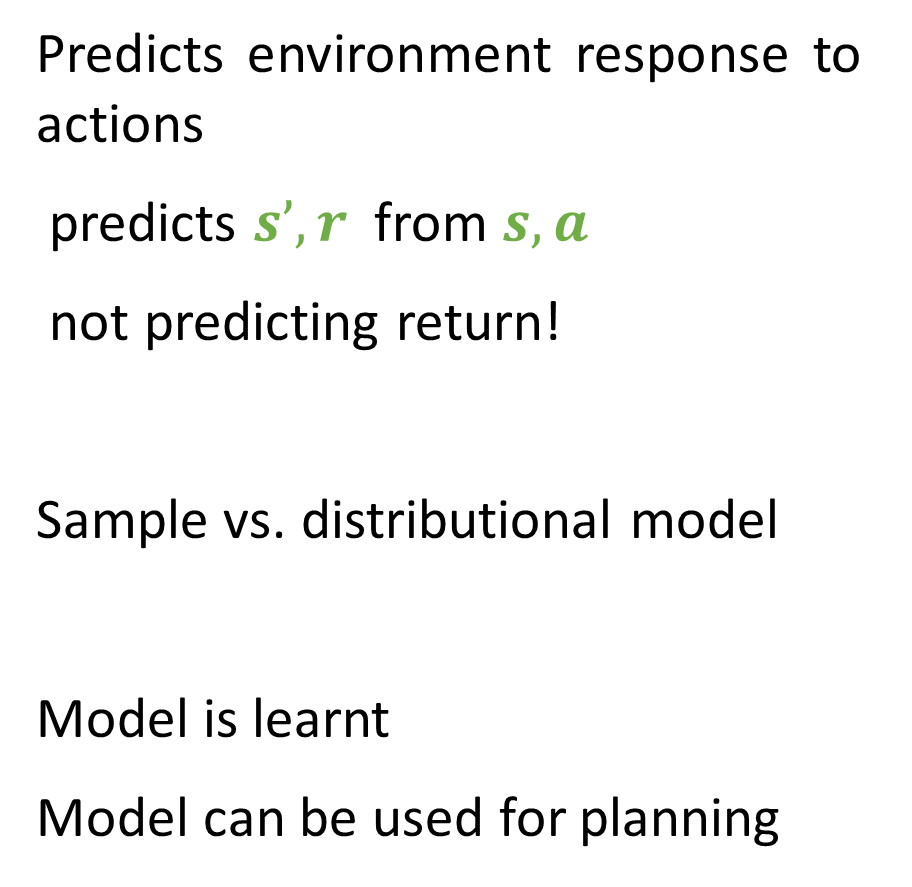 Predicts environment response to
actions
predicts s’, r from s, a
not predicting return!
Sample vs. distributional model
Model is learnt
Model can be used for planning